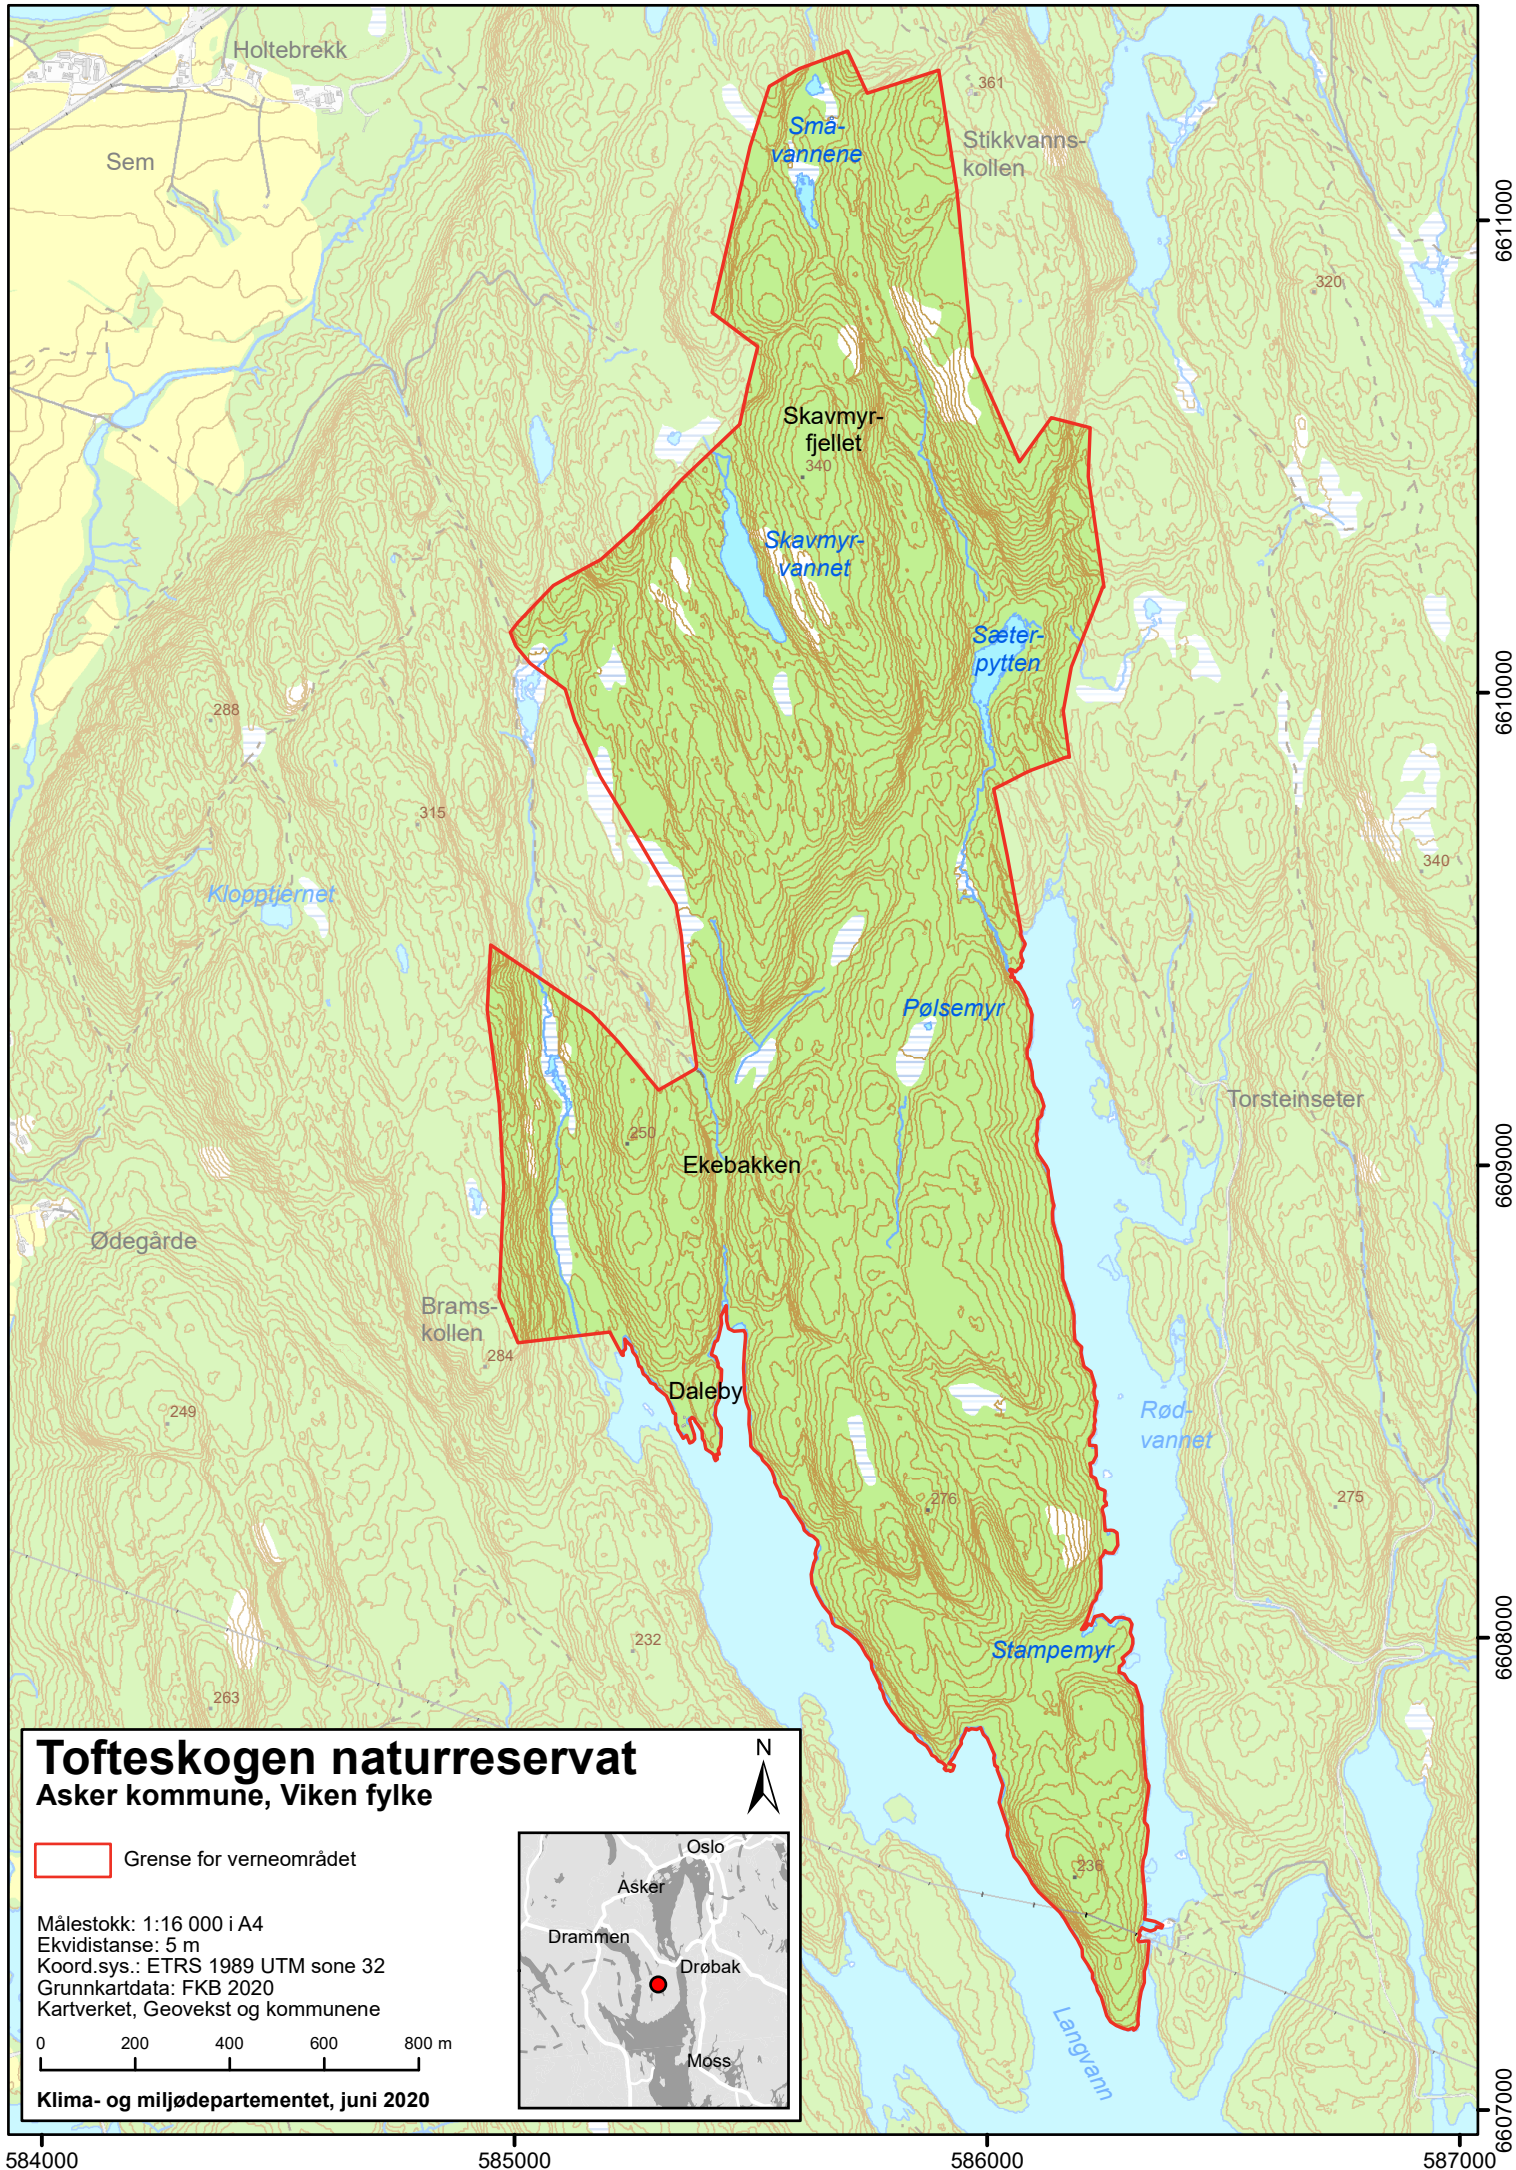 Holtebrekk
Sem
361
Små-
vannene
Stikkvanns-
kollen
6611000
320
Skavmyr-
fjellet
340
Skavmyr-
vannet
Sæter-
pytten
6610000
288
315
340
Klopptjernet
Pølsemyr
Torsteinseter
250
Ekebakken
6609000
Ødegårde
Brams-
kollen
284
Daleby
249
Rød-
vannet
276
275
232
Stampemyr
6608000
263
236
Langvann
6607000
Tofteskogen naturreservat
Asker kommune, Viken fylke
N
Grense for verneområdet
Målestokk: 1:16 000 i A4
Ekvidistanse: 5 m
Koord.sys.: ETRS 1989 UTM sone 32
Grunnkartdata: FKB 2020
Kartverket, Geovekst og kommunene
0 200 400 600 800 m
Klima- og miljødepartementet, juni 2020
Oslo
Asker
Drammen
Drøbak
Moss
584000 585000 586000 587000